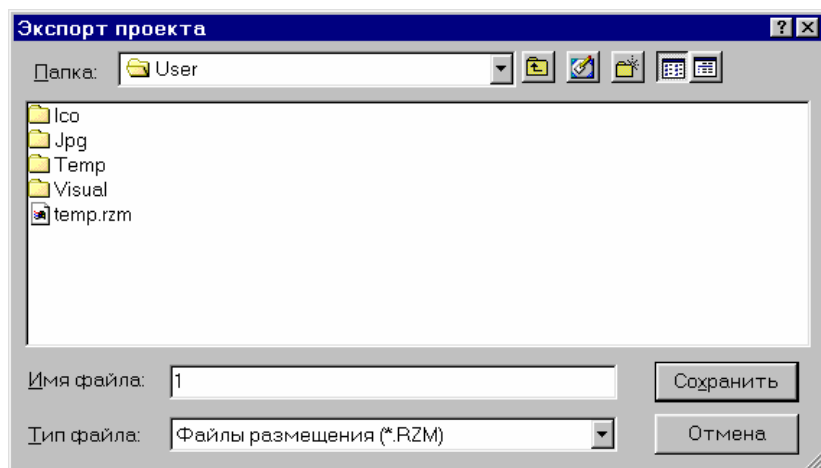 Экспорт проекта
Папка: User
Ico
Jpg
Temp
Visual
temp.rzm
Имя файла: 1 Сохранить
Тип файла: Файлы размещения (*.RZM) Отмена